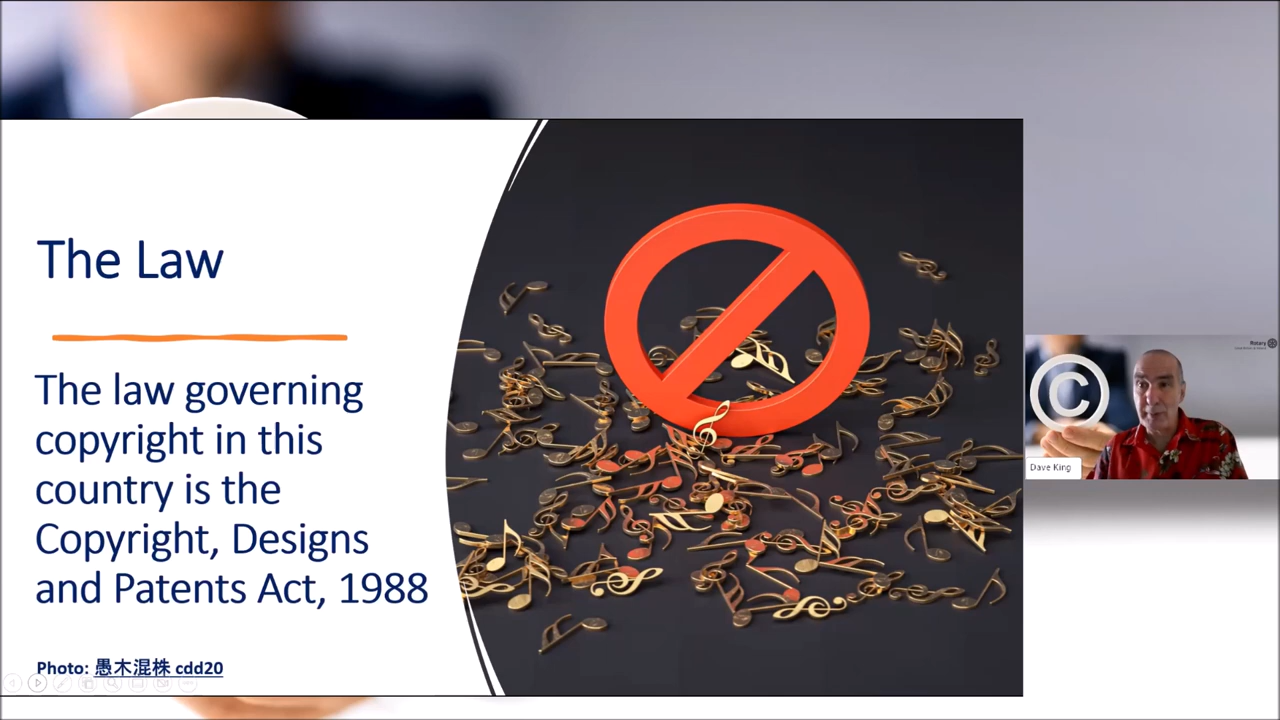 The Law
The law governing
copyright in this
country is the
Copyright, Designs
and Patents Act, 1988
Photo: 愚木混株 cdd20
©
Rotary
Dave King